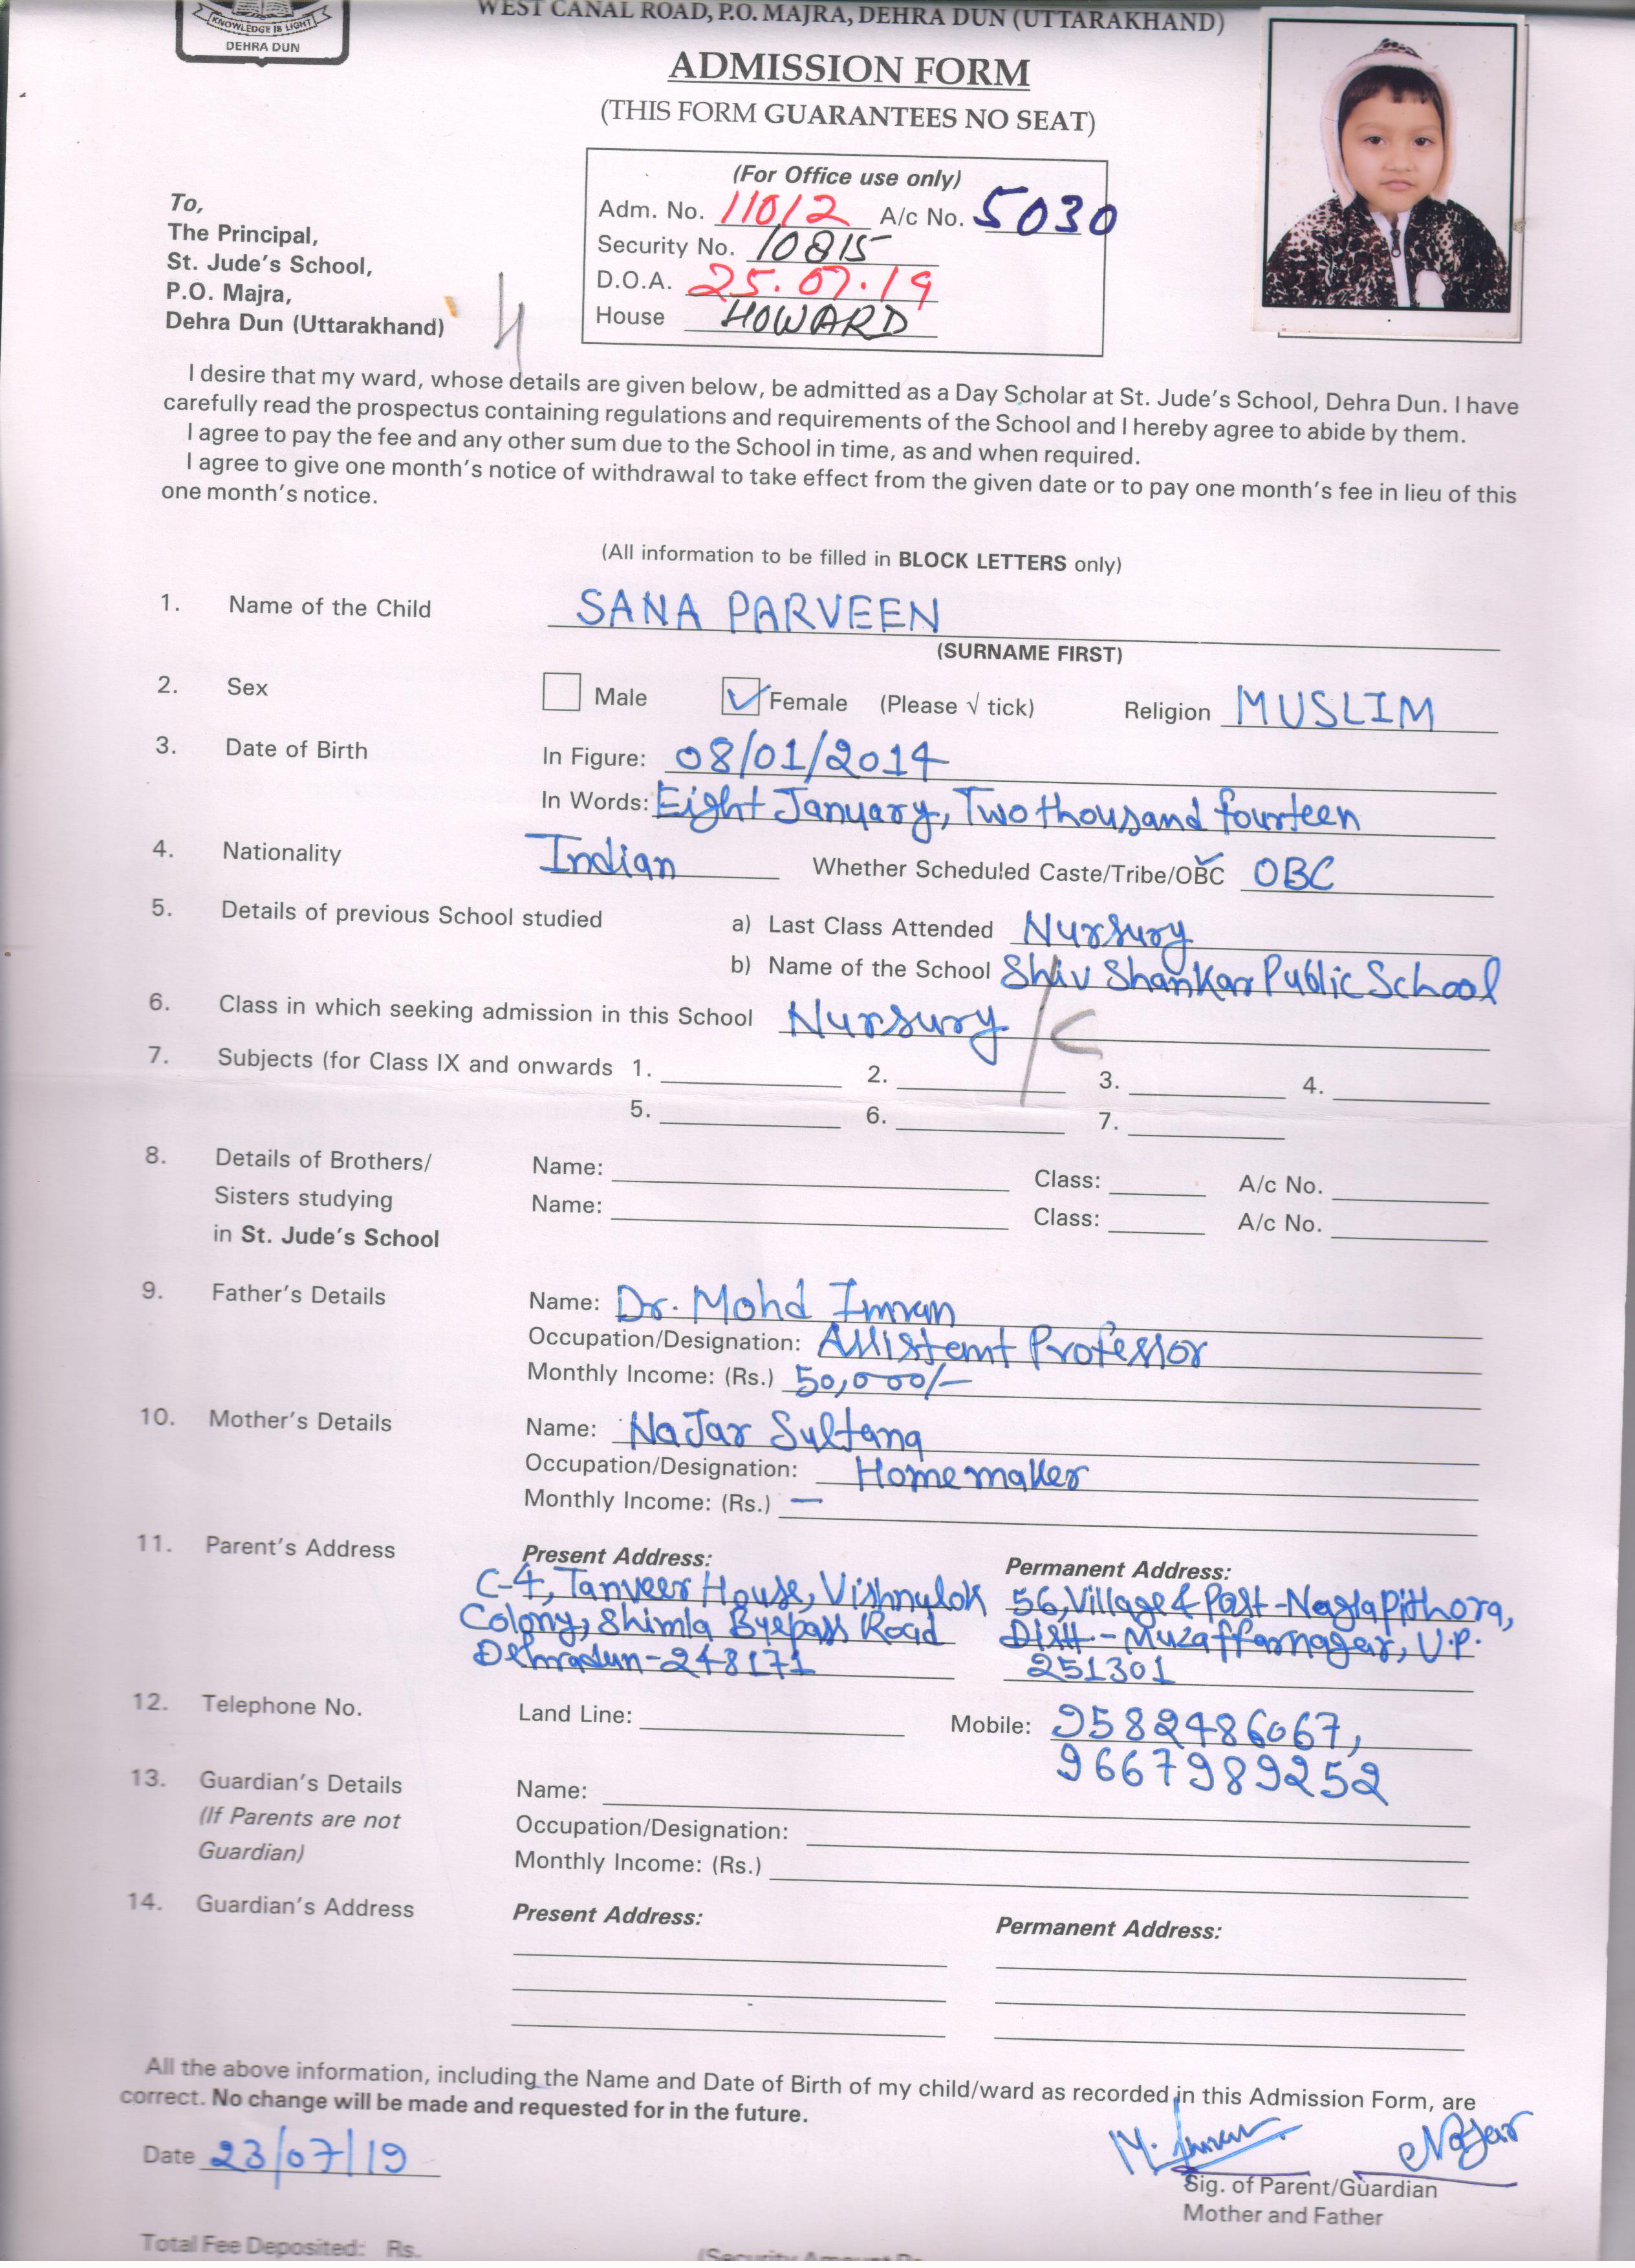 KNOWLEDGE IS LIGHT
DEHRA DUN
WEST CANAL ROAD, P.O. MAJRA, DEHRA DUN (UTTARAKHAND)
ADMISSION FORM
(THIS FORM GUARANTEES NO SEAT)
(For Office use only)
Adm. No. 11012 A/c No. 5030
Security No. 10815
D.O.A. 25.07.19
House HOWARD
To,
The Principal,
St. Jude's School,
P.O. Majra,
Dehra Dun (Uttarakhand)
I desire that my ward, whose details are given below, be admitted as a Day Scholar at St. Jude's School, Dehra Dun. I have
carefully read the prospectus containing regulations and requirements of the School and I hereby agree to abide by them.
I agree to pay the fee and any other sum due to the School in time, as and when required.
I agree to give one month's notice of withdrawal to take effect from the given date or to pay one month's fee in lieu of this
one month's notice.
(All information to be filled in BLOCK LETTERS only)
1. Name of the Child SANA PARVEEN
(SURNAME FIRST)
2. Sex Male ✓ Female (Please √ tick) Religion MUSLIM
3. Date of Birth In Figure: 08/01/2014
In Words: Eight January, Two thousand fourteen
4. Nationality Indian Whether Scheduled Caste/Tribe/OBC OBC
5. Details of previous School studied a) Last Class Attended Nursury
b) Name of the School Shiv Shankar Public School
6. Class in which seeking admission in this School Nursury / C
7. Subjects (for Class IX and onwards 1. 2. 3. 4.
5. 6. 7.
8. Details of Brothers/ Name: Class: A/c No.
Sisters studying Name: Class: A/c No.
in St. Jude's School
9. Father's Details Name: Dr. Mohd Imran
Occupation/Designation: Assistant Professor
Monthly Income: (Rs.) 50,000/-
10. Mother's Details Name: Najar Sultana
Occupation/Designation: Homemaker
Monthly Income: (Rs.) —
11. Parent's Address Present Address: Permanent Address:
C-4, Tanveer House, Vishnulok 56, Village & Post - Nagla Pithora,
Colony, Shimla Byepass Road Distt - Muzaffarnagar, U.P.
Dehradun-248171 251301
12. Telephone No. Land Line: Mobile: 9582486067,
9667989252
13. Guardian's Details Name:
(If Parents are not Occupation/Designation:
Guardian) Monthly Income: (Rs.)
14. Guardian's Address Present Address: Permanent Address:
All the above information, including the Name and Date of Birth of my child/ward as recorded in this Admission Form, are
correct. No change will be made and requested for in the future.
M. Imran Najar
Date 23/07/19
Sig. of Parent/Guardian
Mother and Father
Total Fee Deposited: Rs.